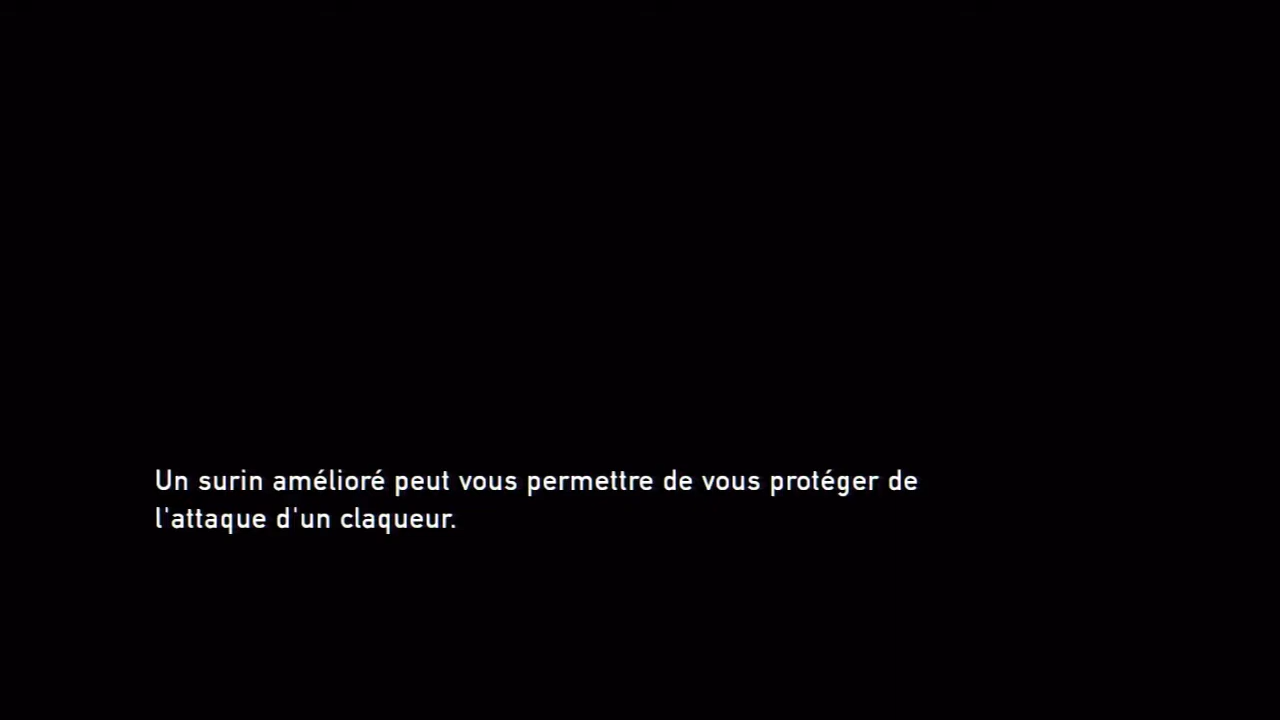 Un surin amélioré peut vous permettre de vous protéger de
l'attaque d'un claqueur.